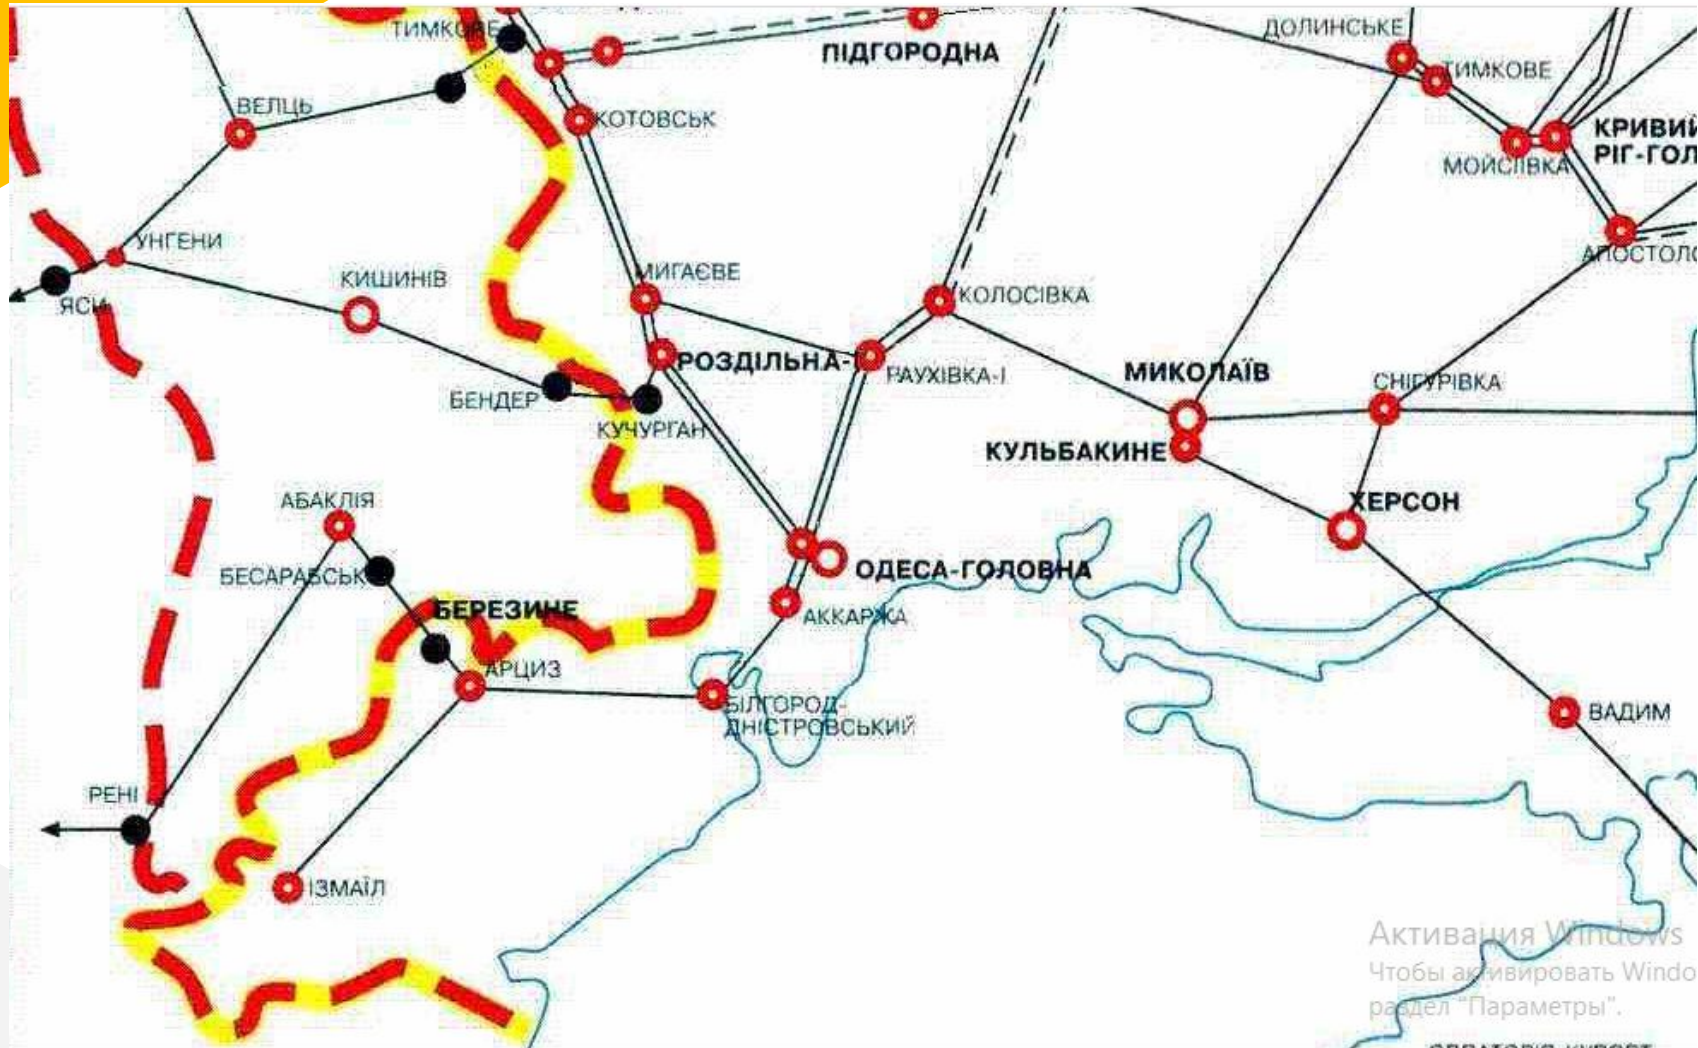 ТИМКОВЕ
ПІДГОРОДНА
ДОЛИНСЬКЕ
ТИМКОВЕ
ВЕЛЦЬ
КОТОВСЬК
КРИВИЙ
РІГ-ГОЛ
МОЙСІЇВКА
УНГЕНИ
АПОСТОЛО
КИШИНІВ
МИГАЄВЕ
КОЛОСІВКА
ЯСИ
РОЗДІЛЬНА-І
РАУХІВКА-І
МИКОЛАЇВ
СНІГУРІВКА
БЕНДЕР
КУЧУРГАН
КУЛЬБАКИНЕ
АБАКЛІЯ
ХЕРСОН
БЕСАРАБСЬК
ОДЕСА-ГОЛОВНА
БЕРЕЗИНЕ
АККАРЖА
АРЦИЗ
БІЛГОРОД-
ДНІСТРОВСЬКИЙ
ВАДИМ
РЕНІ
ІЗМАЇЛ
Активация Windows
Чтобы активировать Windo
раздел "Параметры".